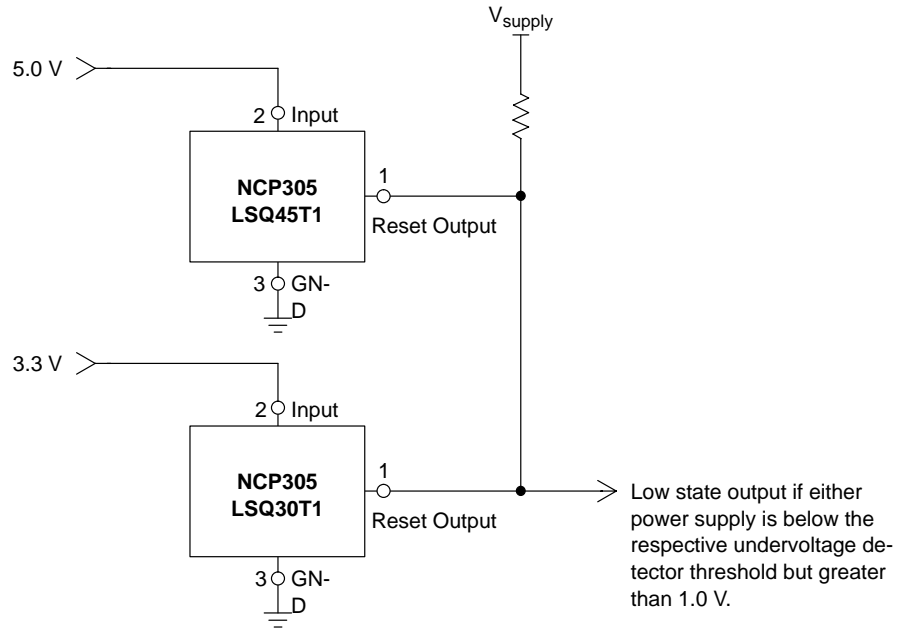 V_supply
5.0 V
2 Input
NCP305
LSQ45T1
1
Reset Output
3 GN-
D
3.3 V
2 Input
NCP305
LSQ30T1
1
Reset Output
3 GN-
D
Low state output if either
power supply is below the
respective undervoltage de-
tector threshold but greater
than 1.0 V.